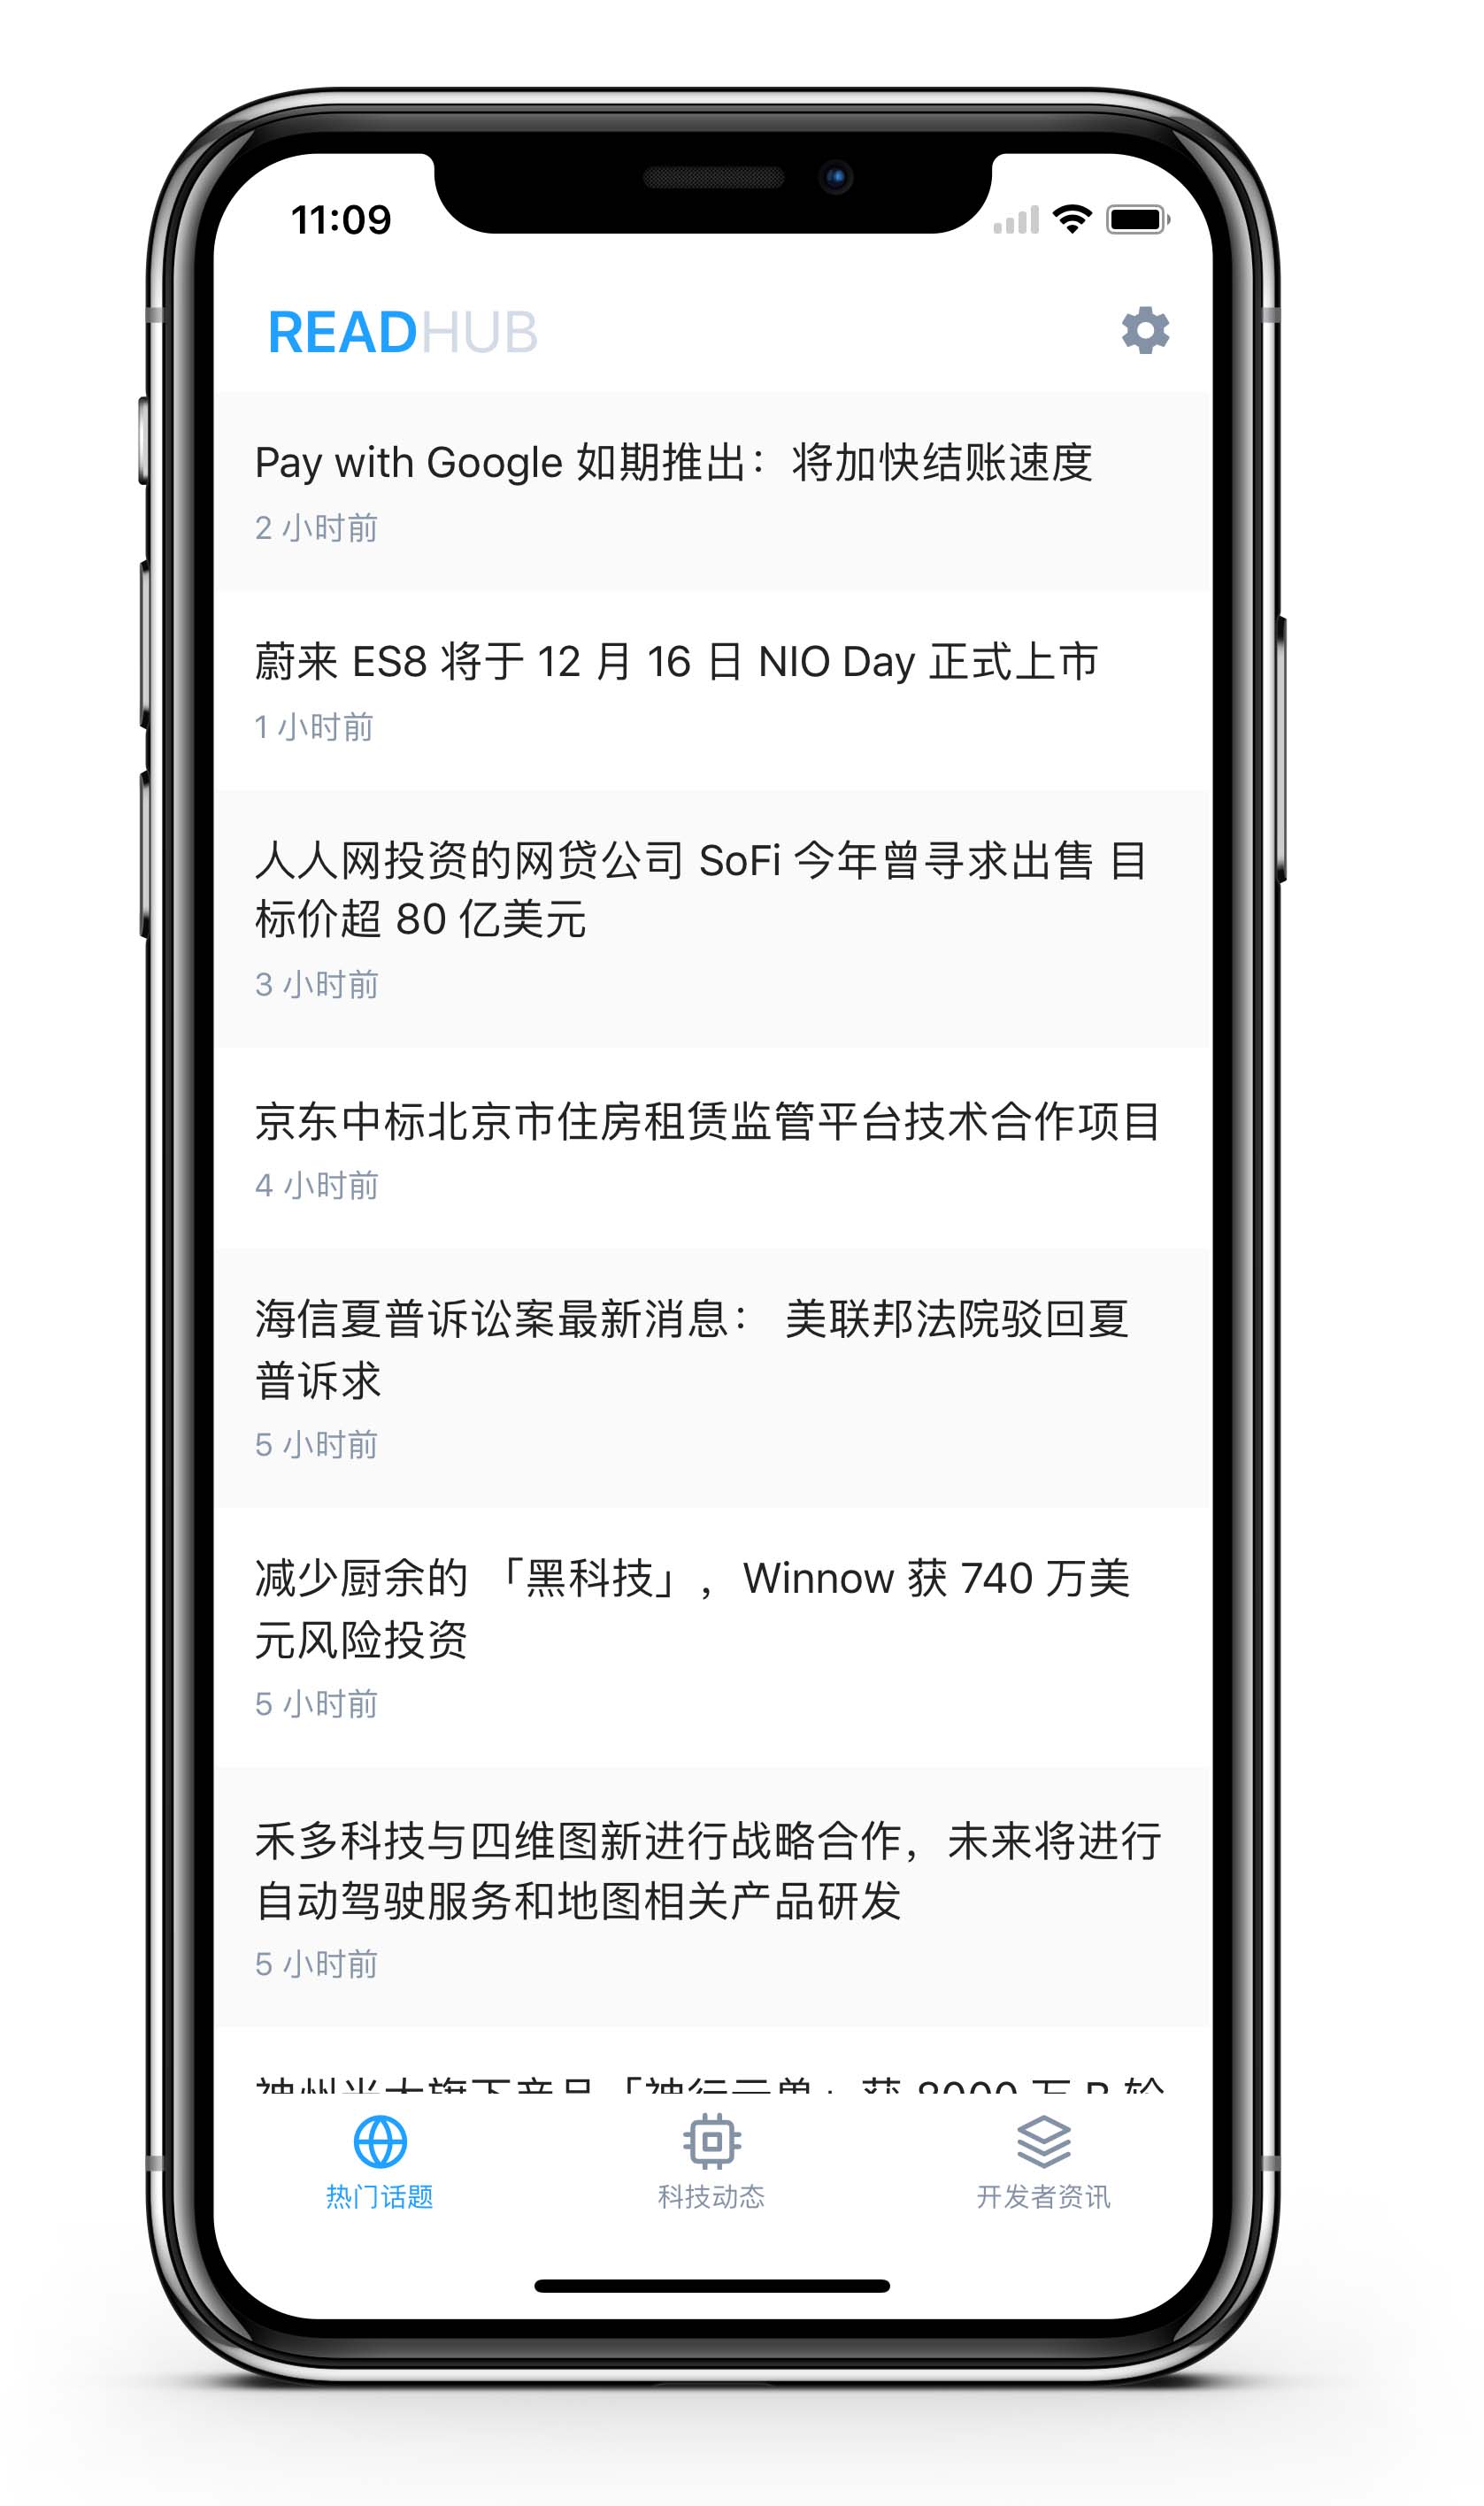 11:09
READHUB
Pay with Google 如期推出：将加快结账速度
2 小时前
蔚来 ES8 将于 12 月 16 日 NIO Day 正式上市
1 小时前
人人网投资的网贷公司 SoFi 今年曾寻求出售 目
标价超 80 亿美元
3 小时前
京东中标北京市住房租赁监管平台技术合作项目
4 小时前
海信夏普诉讼案最新消息： 美联邦法院驳回夏
普诉求
5 小时前
减少厨余的 「黑科技」，Winnow 获 740 万美
元风险投资
5 小时前
禾多科技与四维图新进行战略合作，未来将进行
自动驾驶服务和地图相关产品研发
5 小时前
热门话题
科技动态
开发者资讯